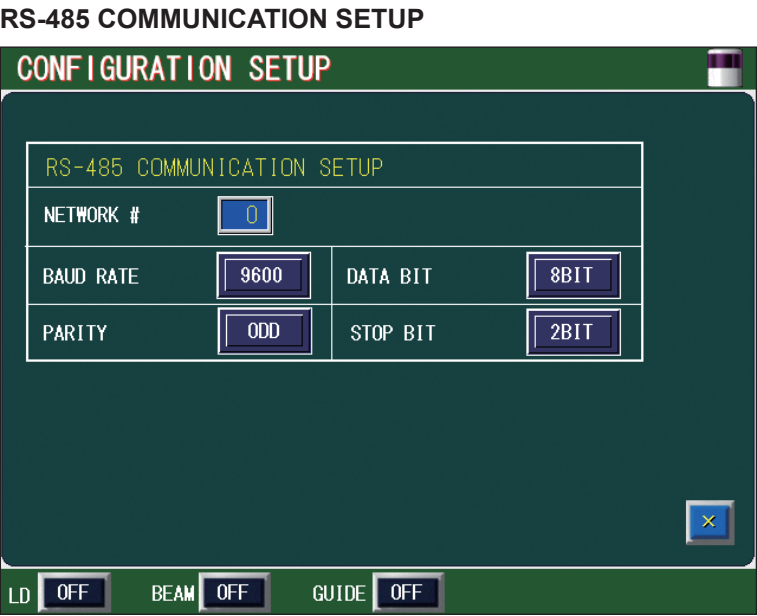 RS-485 COMMUNICATION SETUP
CONFIGURATION SETUP
RS-485 COMMUNICATION SETUP
NETWORK # 0
BAUD RATE 9600 DATA BIT 8BIT
PARITY ODD STOP BIT 2BIT
×
LD OFF BEAM OFF GUIDE OFF